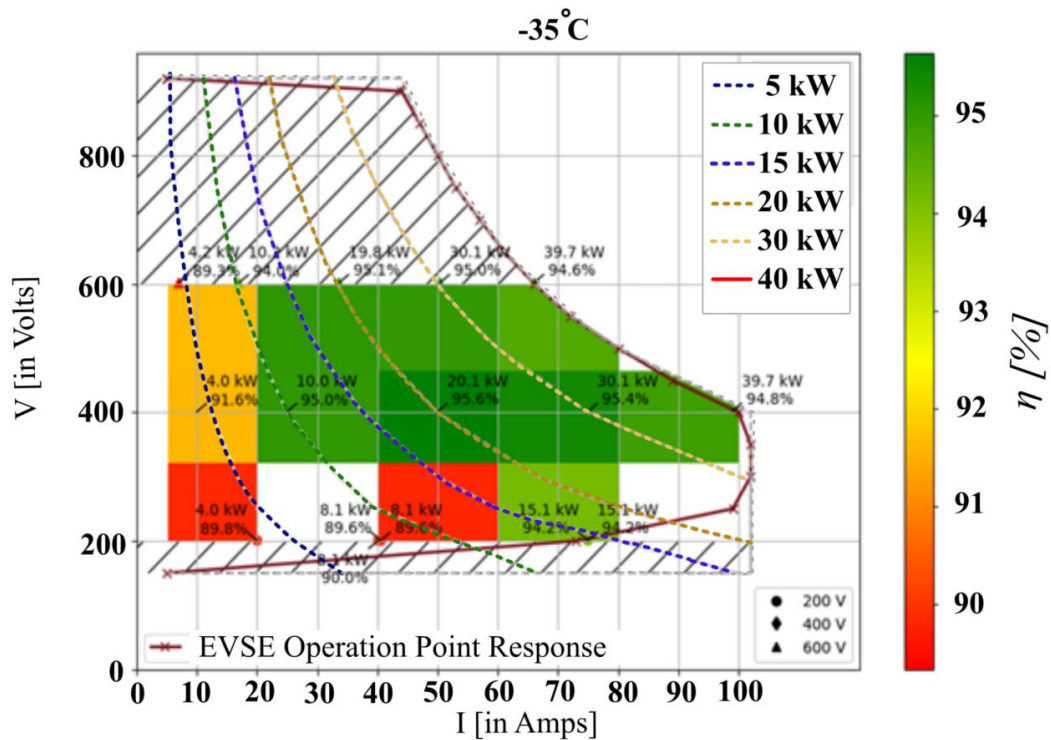 -35°C
800
600
400
200
0
V [in Volts]
0 10 20 30 40 50 60 70 80 90 100
I [in Amps]
5 kW
10 kW
15 kW
20 kW
30 kW
40 kW
4.2 kW
89.3%
94.0%
19.8 kW
95.1%
30.1 kW
95.0%
39.7 kW
94.6%
4.0 kW
91.6%
10.0 kW
95.0%
20.1 kW
95.6%
30.1 kW
95.4%
39.7 kW
94.8%
4.0 kW
89.8%
8.1 kW
89.6%
8.1 kW
89.6%
15.1 kW
94.2%
15.1 kW
94.2%
8.1 kW
90.0%
EVSE Operation Point Response
200 V
400 V
600 V
95
94
93
92
91
90
η [%]